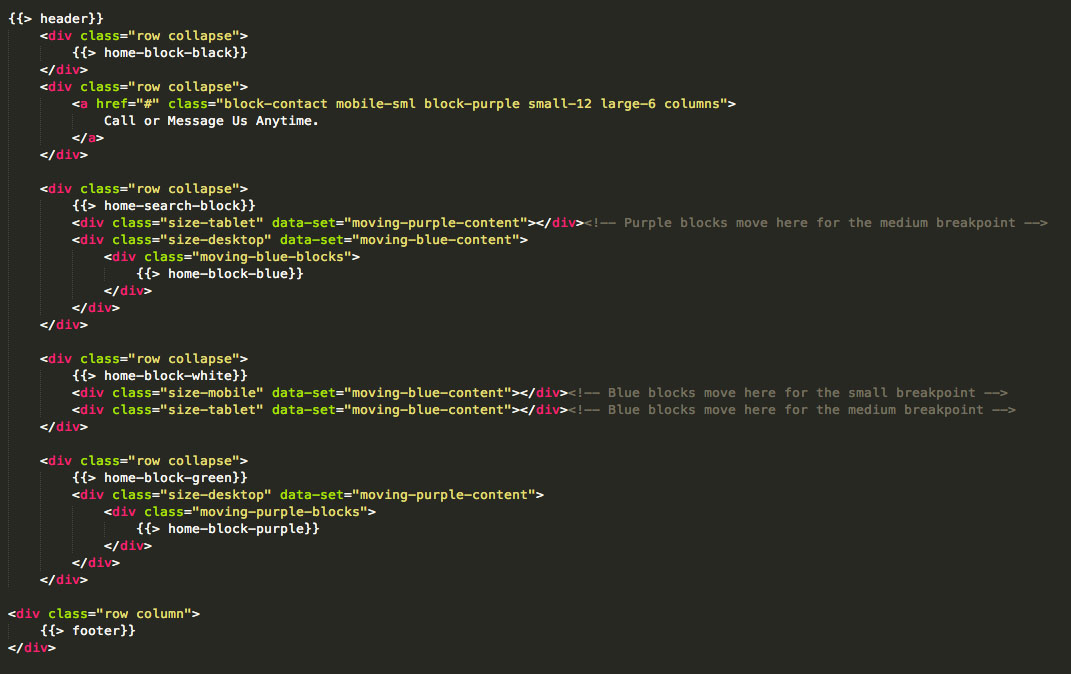 {{> header}}
    <div class="row collapse">
        {{> home-block-black}}
    </div>
    <div class="row collapse">
        <a href="#" class="block-contact mobile-sml block-purple small-12 large-6 columns">
            Call or Message Us Anytime.
        </a>
    </div>

    <div class="row collapse">
        {{> home-search-block}}
        <div class="size-tablet" data-set="moving-purple-content"></div><!-- Purple blocks move here for the medium breakpoint -->
        <div class="size-desktop" data-set="moving-blue-content">
            <div class="moving-blue-blocks">
                {{> home-block-blue}}
            </div>
        </div>
    </div>

    <div class="row collapse">
        {{> home-block-white}}
        <div class="size-mobile" data-set="moving-blue-content"></div><!-- Blue blocks move here for the small breakpoint -->
        <div class="size-tablet" data-set="moving-blue-content"></div><!-- Blue blocks move here for the medium breakpoint -->
    </div>

    <div class="row collapse">
        {{> home-block-green}}
        <div class="size-desktop" data-set="moving-purple-content">
            <div class="moving-purple-blocks">
                {{> home-block-purple}}
            </div>
        </div>
    </div>

<div class="row column">
    {{> footer}}
</div>